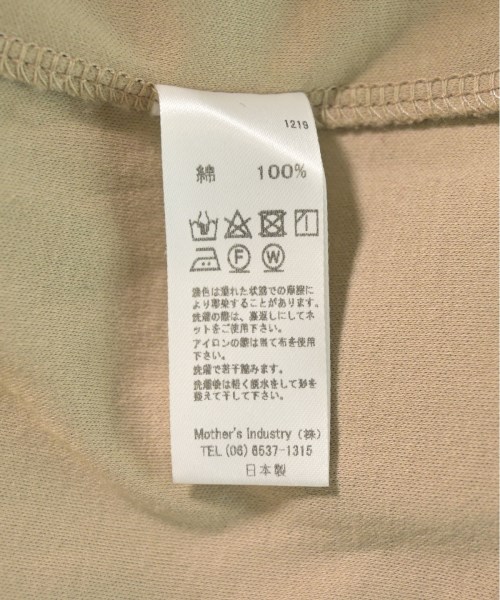 1219
綿 100%
F W
濃色は濡れた状態での摩擦に
より移染することがあります。
洗濯の際は、裏返しにしてネ
ットをご使用下さい。
アイロンの際は当て布を使用
下さい。
洗濯で若干縮みます。
洗濯後は軽く脱水をして形を
整えて干して下さい。
Mother's Industry (株)
TEL (06) 6537-1315
日本製